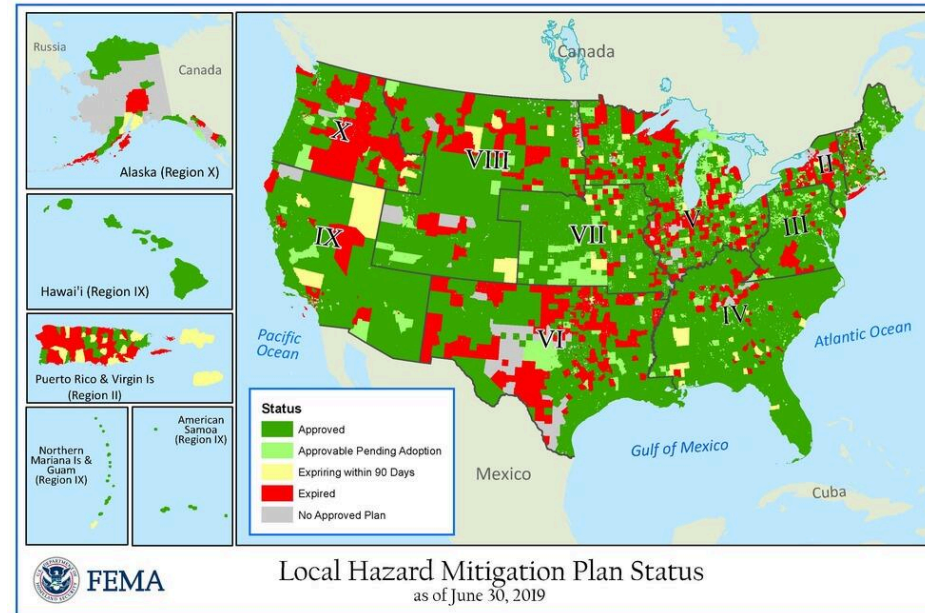 Russia
Canada
Alaska (Region X)
Hawai'i (Region IX)
Puerto Rico & Virgin Is
(Region II)
Northern
Mariana Is &
Guam
(Region IX)
American
Samoa
(Region IX)
Canada
X
VIII
I
II
V
III
VII
IX
IV
VI
Pacific
Ocean
Atlantic Ocean
Gulf of Mexico
Mexico
Cuba
Status
Approved
Approvable Pending Adoption
Expriring within 90 Days
Expired
No Approved Plan
FEMA
Local Hazard Mitigation Plan Status
as of June 30, 2019